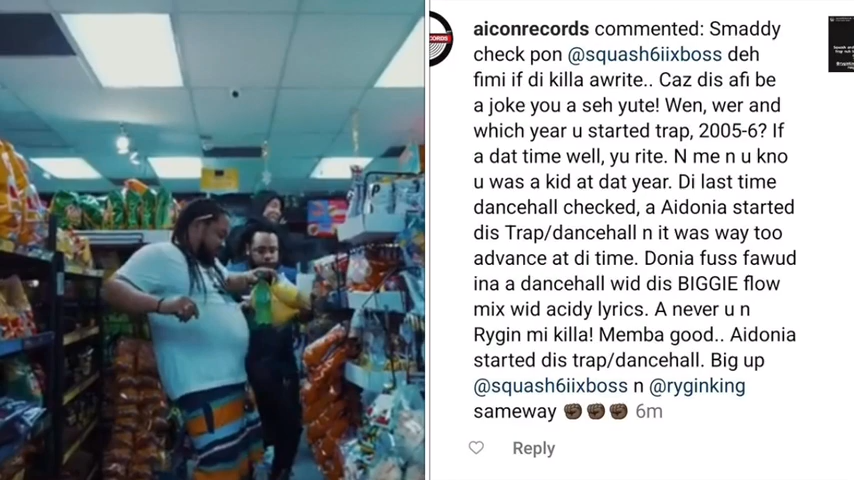 CORDS
aiconrecords commented: Smaddy
check pon @squash6iixboss deh
fimi if di killa awrite.. Caz dis afi be
a joke you a seh yute! Wen, wer and
which year u started trap, 2005-6? If
a dat time well, yu rite. N me n u kno
u was a kid at dat year. Di last time
dancehall checked, a Aidonia started
dis Trap/dancehall n it was way too
advance at di time. Donia fuss fawud
ina a dancehall wid dis BIGGIE flow
mix wid acidy lyrics. A never u n
Rygin mi killa! Memba good.. Aidonia
started dis trap/dancehall. Big up
@squash6iixboss n @ryginking
sameway ✊🏿✊🏿✊🏿 6m
Reply